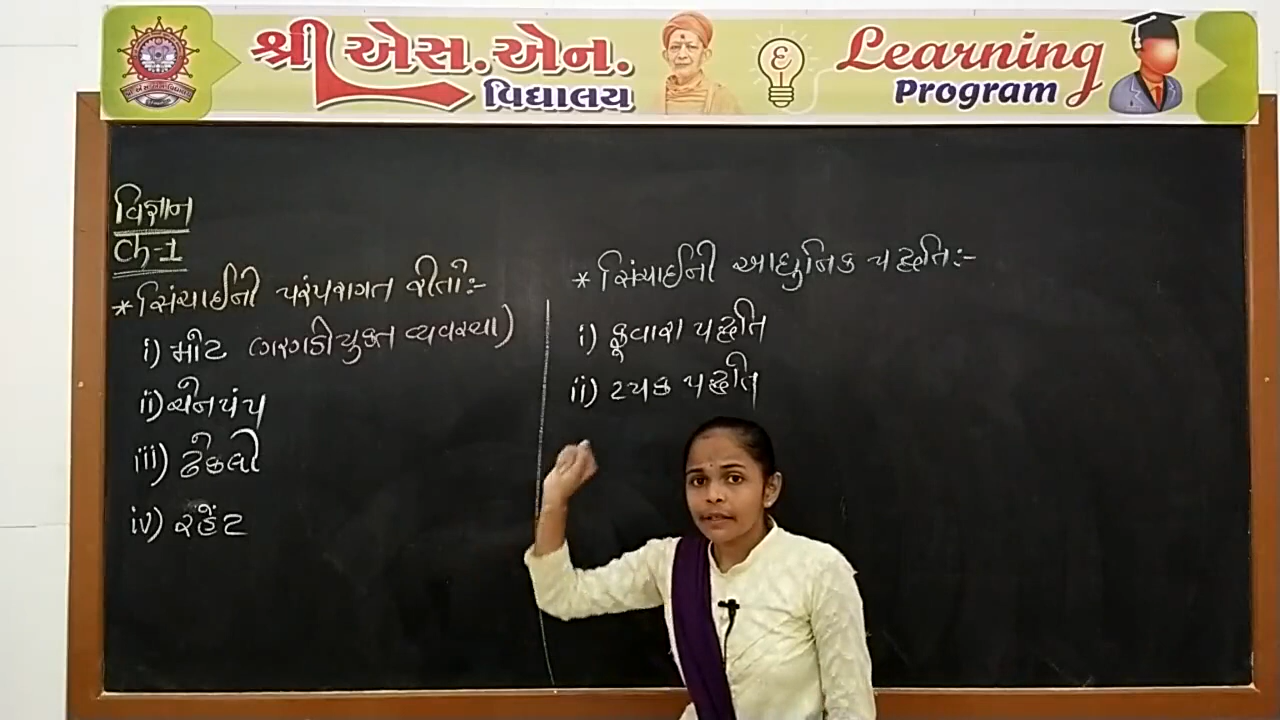 શ્રી એસ. એન.
વિદ્યાલય
Learning
Program
વિજ્ઞાન
Ch-1
* સિંચાઈની પરંપરાગત રીતો:-
i) મોટ (ગરગડીયુક્ત વ્યવસ્થા)
ii) ચેનપંપ
iii) ઢેકલી
iv) રહેંટ
* સિંચાઈની આધુનિક પદ્ધતિ:-
i) ફૂવારા પદ્ધતિ
ii) ટપક પદ્ધતિ